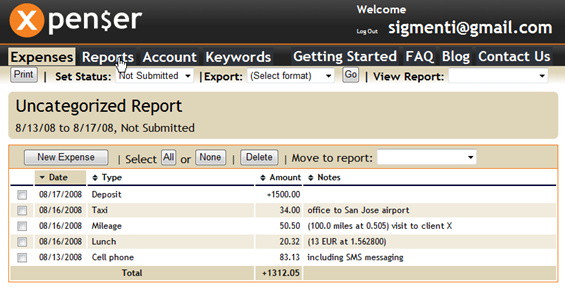 Xpen$er
Welcome
Log Out sigmenti@gmail.com
Expenses Reports Account Keywords Getting Started FAQ Blog Contact Us
Print | Set Status: Not Submitted | Export: (Select format) Go | View Report:
Uncategorized Report
8/13/08 to 8/17/08, Not Submitted
New Expense | Select All or None | Delete | Move to report:
Date Type Amount Notes
08/17/2008 Deposit +1500.00
08/16/2008 Taxi 34.00 office to San Jose airport
08/16/2008 Mileage 50.50 (100.0 miles at 0.505) visit to client X
08/16/2008 Lunch 20.32 (13 EUR at 1.562800)
08/13/2008 Cell phone 83.13 including SMS messaging
Total +1312.05